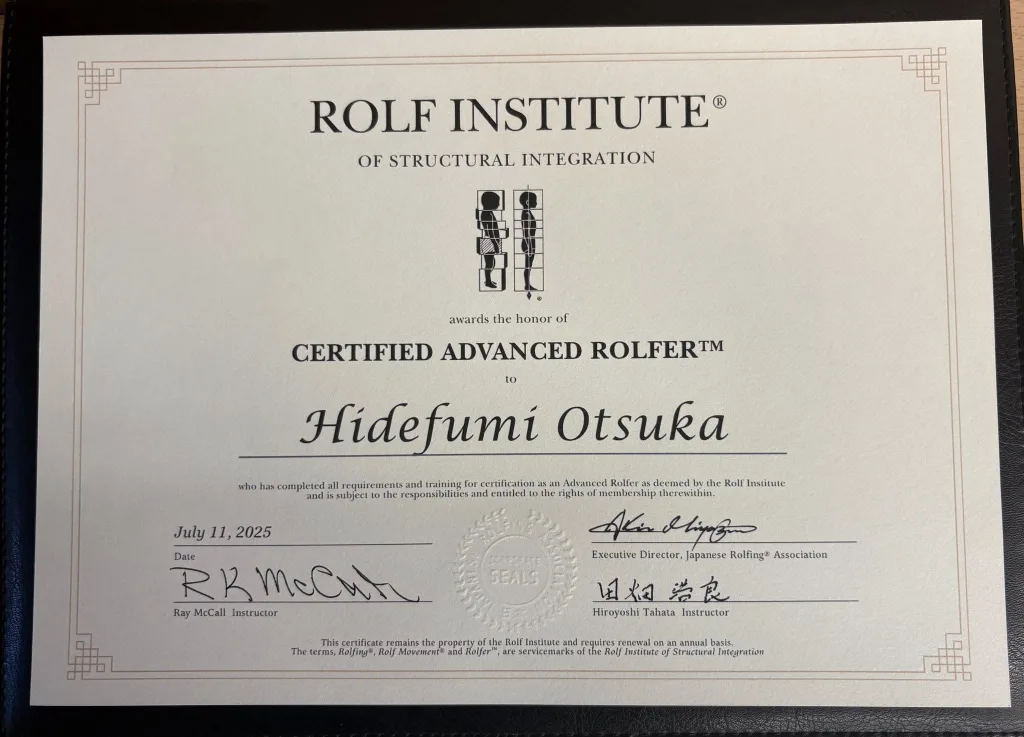 ROLF INSTITUTE®
OF STRUCTURAL INTEGRATION
awards the honor of
CERTIFIED ADVANCED ROLFER™
to
Hidefumi Otsuka
who has completed all requirements and training for certification as an Advanced Rolfer as deemed by the Rolf Institute
and is subject to the responsibilities and entitled to the rights of membership therewithin.
July 11, 2025
Date
R K McCall
Ray McCall Instructor
Executive Director, Japanese Rolfing® Association
田畑 浩良
Hiroyoshi Tahata Instructor
SEALS
This certificate remains the property of the Rolf Institute and requires renewal on an annual basis.
The terms, Rolfing®, Rolf Movement® and Rolfer™, are servicemarks of the Rolf Institute of Structural Integration